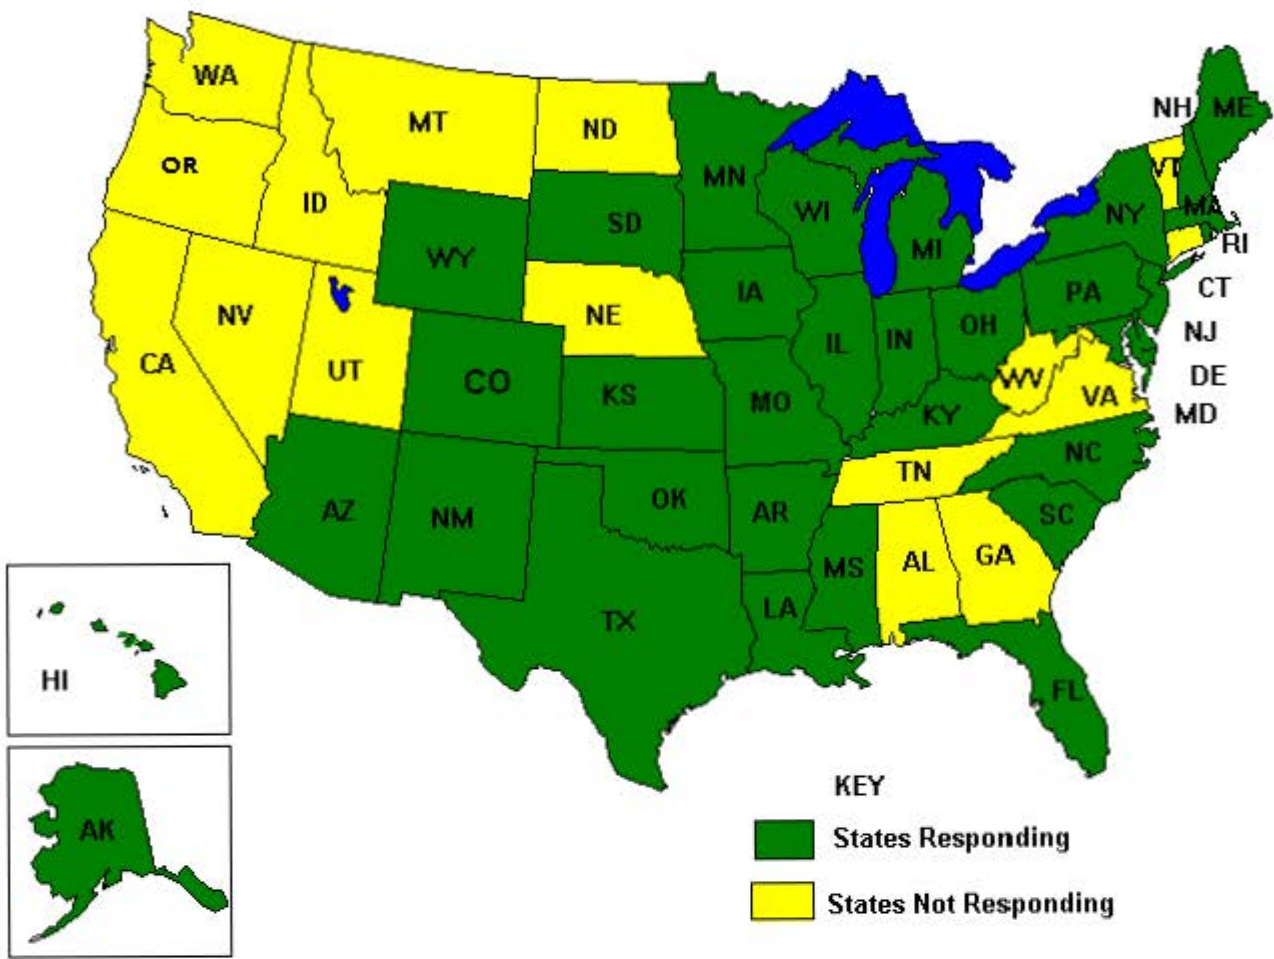 WA
MT
ND
MN
NH
ME
OR
ID
SD
WI
MI
NY
VT
MA
RI
WY
IA
PA
CT
NV
NE
IL
IN
OH
NJ
CA
UT
CO
KS
MO
KY
WV
VA
DE
MD
AZ
NM
OK
AR
TN
NC
SC
TX
LA
MS
AL
GA
FL
HI
AK
KEY
States Responding
States Not Responding